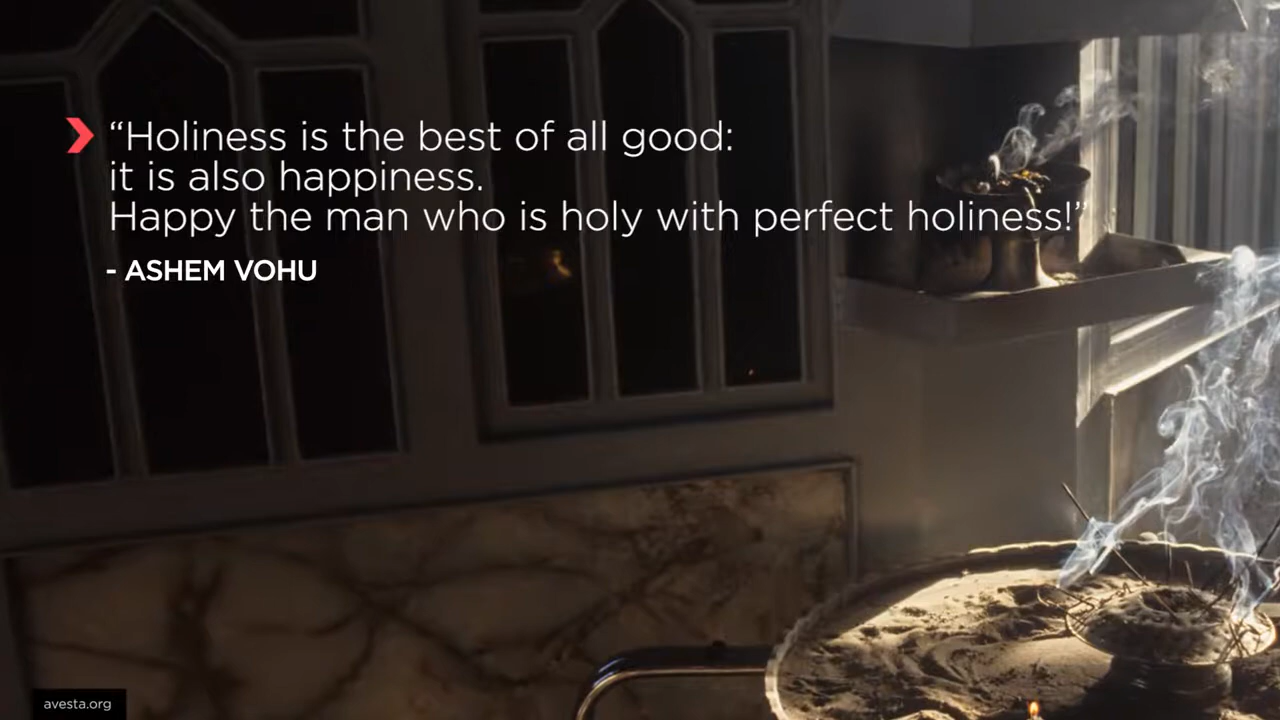 “Holiness is the best of all good:
it is also happiness.
Happy the man who is holy with perfect holiness!”
- ASHEM VOHU
avesta.org